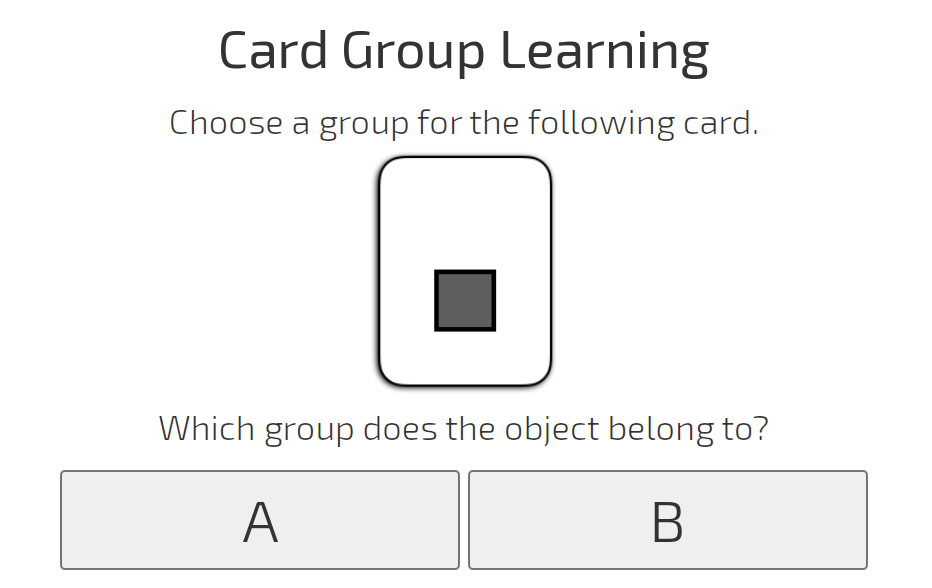 Card Group Learning
Choose a group for the following card.
Which group does the object belong to?
A
B